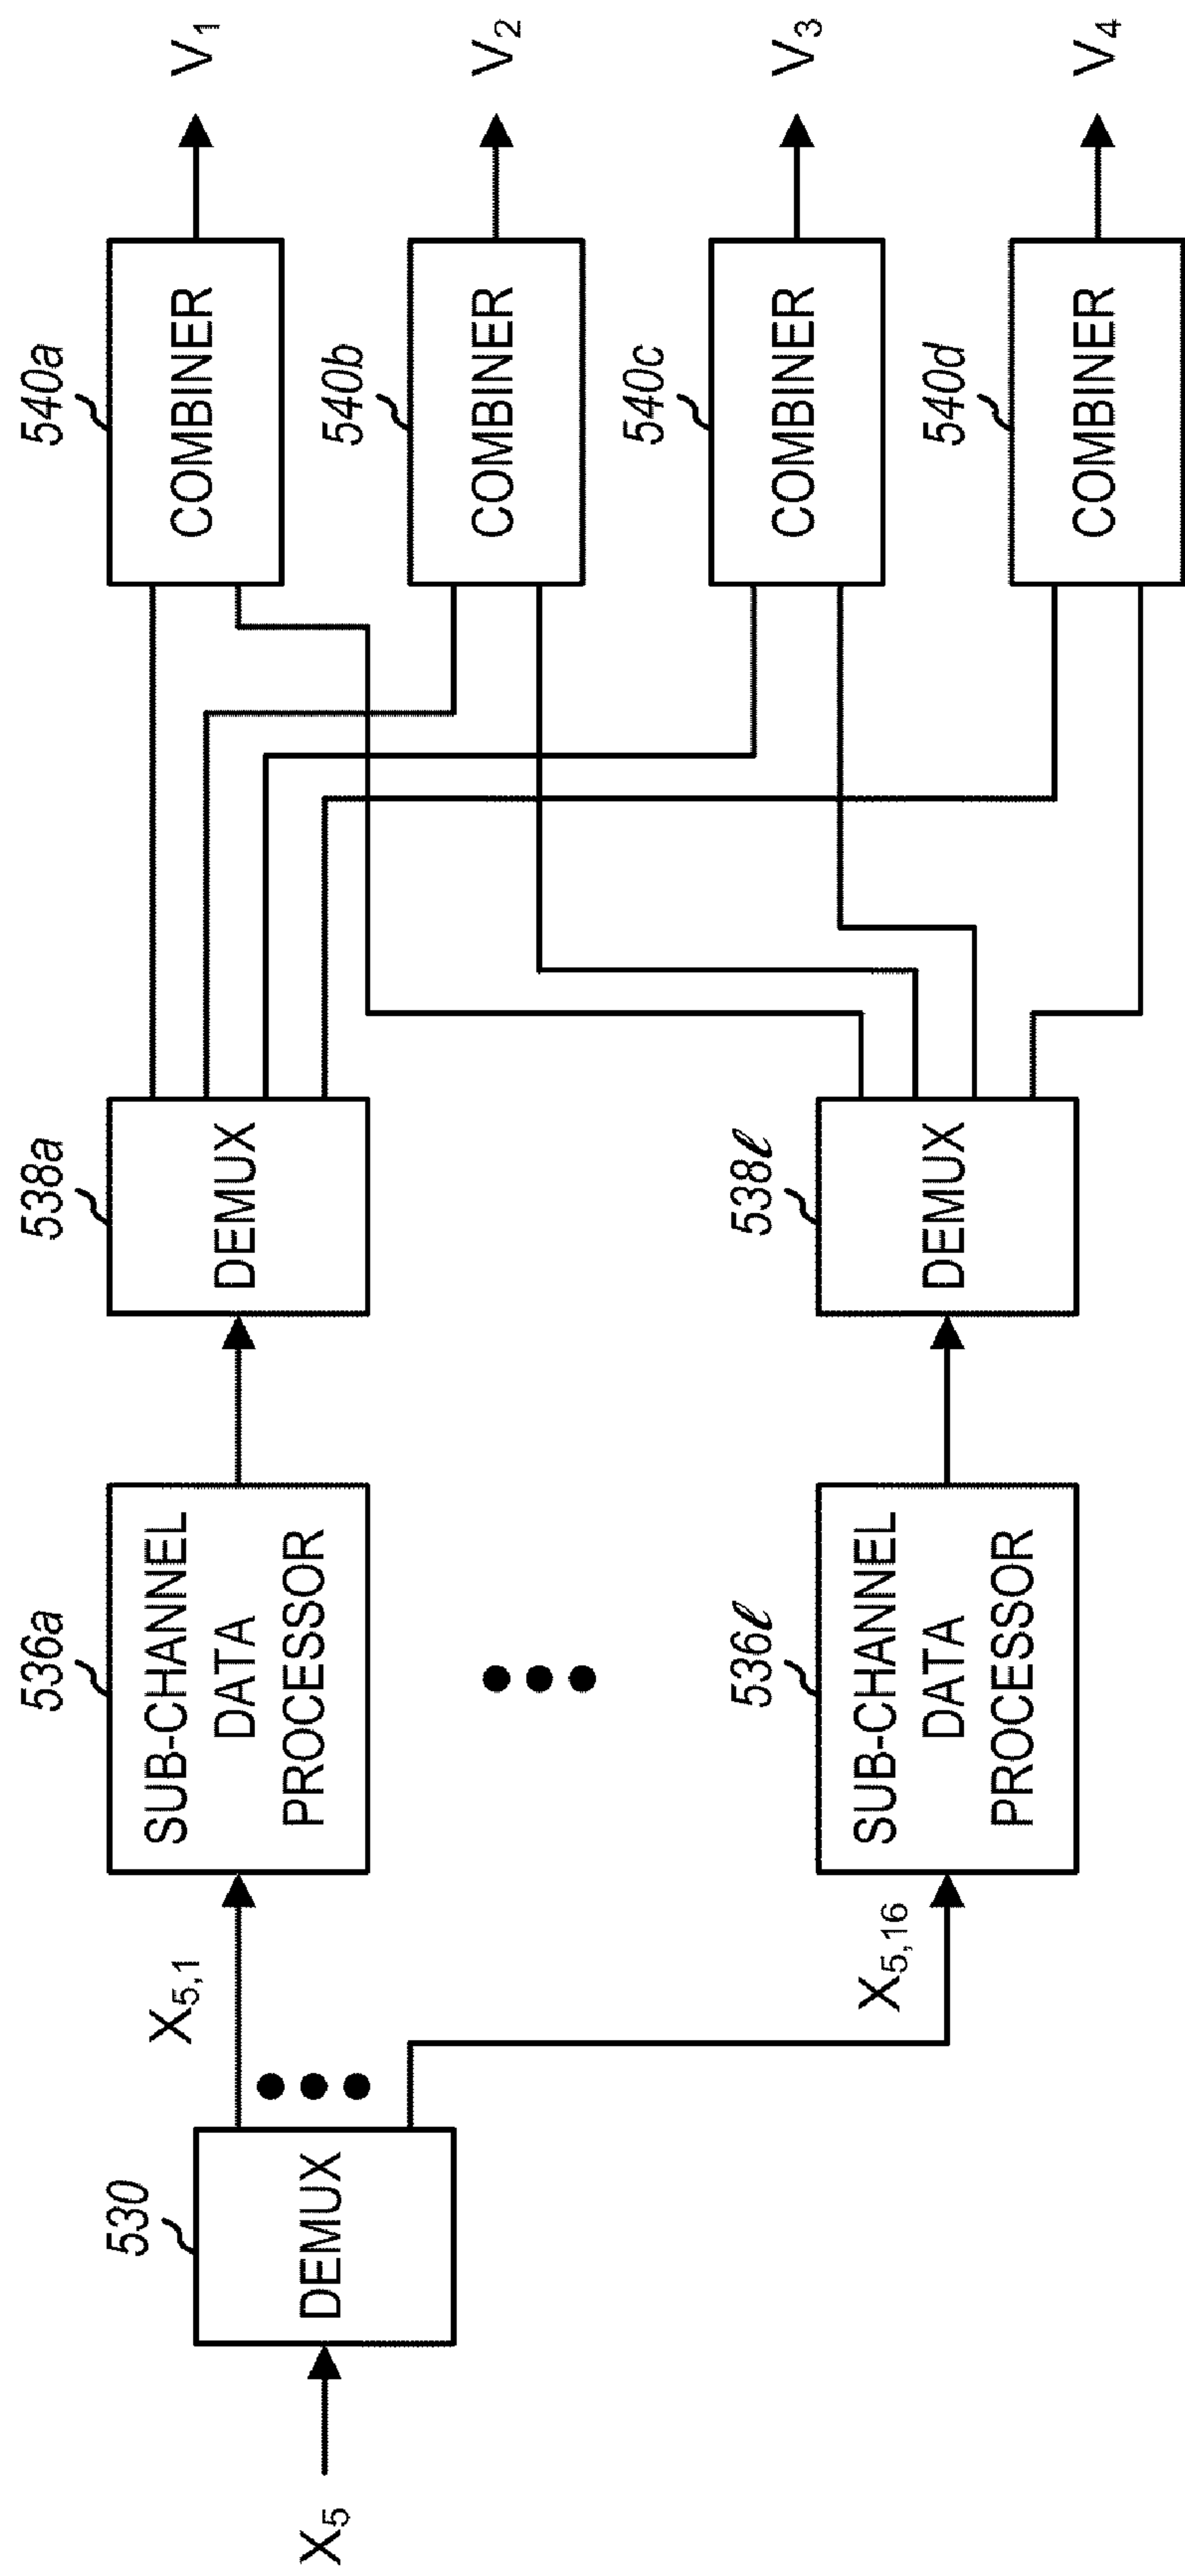 X5
530
DEMUX
X5,1
X5,16
536a
SUB-CHANNEL
DATA
PROCESSOR
536ℓ
SUB-CHANNEL
DATA
PROCESSOR
538a
DEMUX
538ℓ
DEMUX
540a
COMBINER
V1
540b
COMBINER
V2
540c
COMBINER
V3
540d
COMBINER
V4